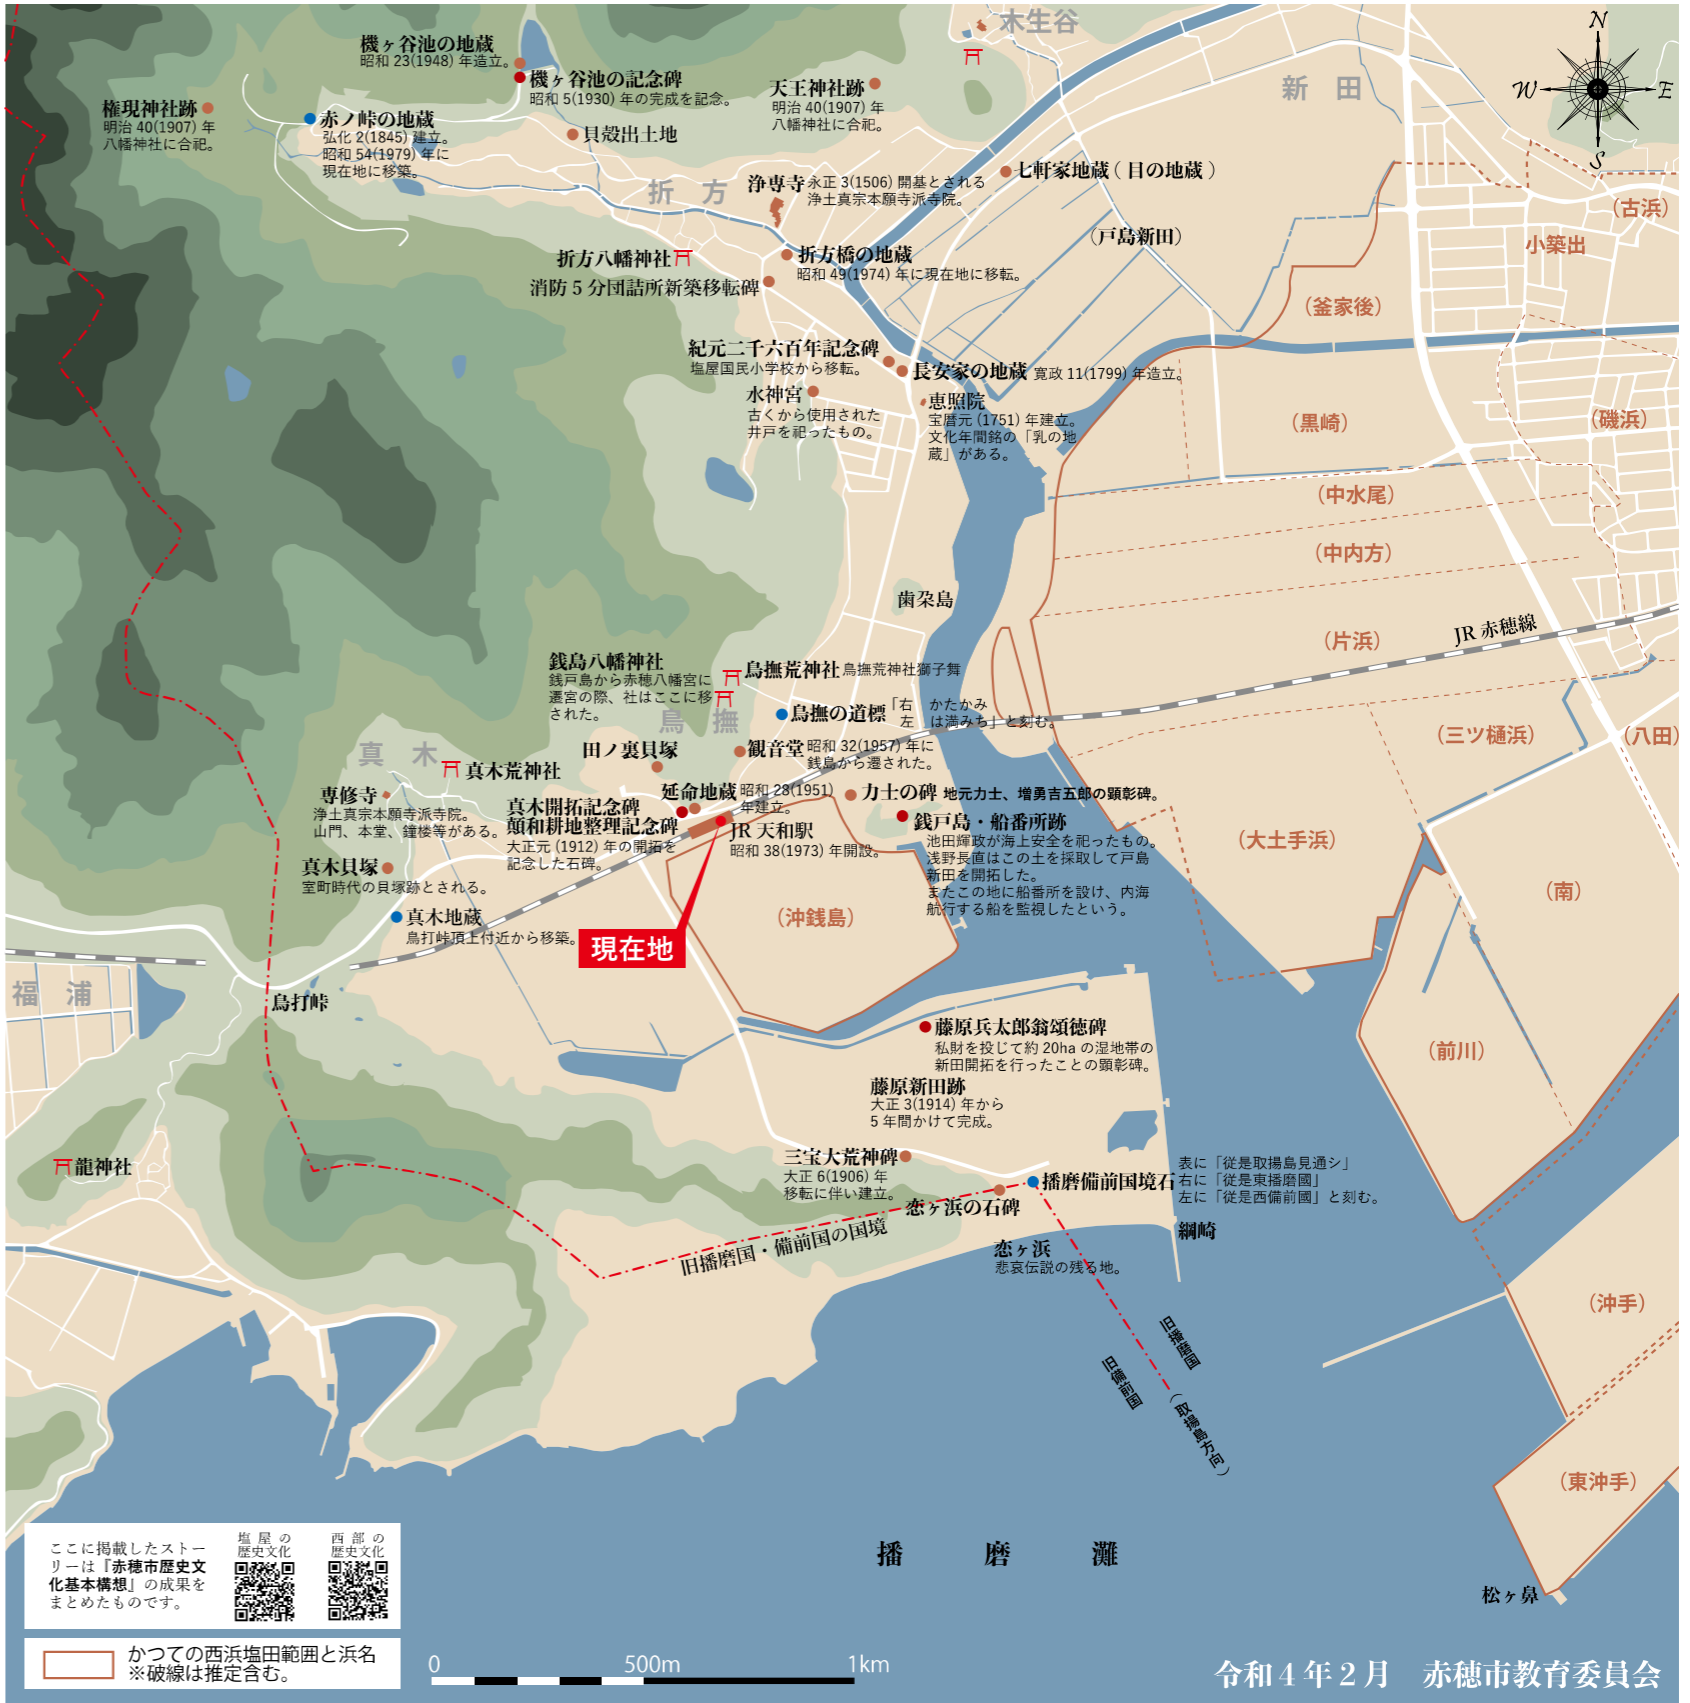 木生谷
N
W
E
S
新 田
機ヶ谷池の地蔵
昭和 23(1948) 年造立。
機ヶ谷池の記念碑
昭和 5(1930) 年の完成を記念。
天王神社跡
明治 40(1907) 年
八幡神社に合祀。
権現神社跡
明治 40(1907) 年
八幡神社に合祀。
赤ノ峠の地蔵
弘化 2(1845) 建立。
昭和 54(1979) 年に
現在地に移築。
貝殻出土地
七軒家地蔵 ( 目の地蔵 )
折 方
浄専寺
永正 3(1506) 開基とされる
浄土真宗本願寺派寺院。
（古浜）
（戸島新田）
小築出
折方八幡神社
折方橋の地蔵
昭和 49(1974) 年に現在地に移転。
消防 5 分団詰所新築移転碑
（釜家後）
紀元二千六百年記念碑
塩屋国民小学校から移転。
長安家の地蔵 寛政 11(1799) 年造立。
水神宮
古くから使用された
井戸を祀ったもの。
恵照院
宝暦元 (1751) 年建立。
文化年間銘の「乳の地
蔵」がある。
（黒崎）
（磯浜）
（中水尾）
（中内方）
歯朶島
（片浜）
JR 赤穂線
銭島八幡神社
銭戸島から赤穂八幡宮に
遷宮の際、社はここに移
された。
鳥撫荒神社 鳥撫荒神社獅子舞
鳥 撫
鳥撫の道標
「右 かたかみ
左 は満みち」と刻む。
（三ツ樋浜）
（八田）
真 木
真木荒神社
田ノ裏貝塚
観音堂
昭和 32(1957) 年に
銭島から遷された。
専修寺
浄土真宗本願寺派寺院。
山門、本堂、鐘楼等がある。
真木開拓記念碑
顛和耕地整理記念碑
大正元 (1912) 年の開拓を
記念した石碑。
延命地蔵
昭和 28(1951)
年建立。
力士の碑 地元力士、増勇吉五郎の顕彰碑。
JR 天和駅
昭和 38(1973) 年開設。
銭戸島・船番所跡
池田輝政が海上安全を祀ったもの。
浅野長直はこの土を採取して戸島
新田を開拓した。
またこの地に船番所を設け、内海
航行する船を監視したという。
（大土手浜）
真木貝塚
室町時代の貝塚跡とされる。
（南）
真木地蔵
鳥打峠頂上付近から移築。
（沖銭島）
現在地
福 浦
鳥打峠
藤原兵太郎翁頌徳碑
私財を投じて約 20ha の湿地帯の
新田開拓を行ったことの顕彰碑。
（前川）
藤原新田跡
大正 3(1914) 年から
5 年間かけて完成。
龍神社
三宝大荒神碑
大正 6(1906) 年
移転に伴い建立。
恋ヶ浜の石碑
播磨備前国境石
表に「従是取揚島見通シ」
右に「従是東播磨國」
左に「従是西備前國」と刻む。
綱崎
旧播磨国・備前国の国境
恋ヶ浜
悲哀伝説の残る地。
（沖手）
旧播磨国
旧備前国
（取揚島方向）
（東沖手）
播 磨 灘
松ヶ鼻
ここに掲載したストー
リーは『赤穂市歴史文
化基本構想』の成果を
まとめたものです。
塩 屋 の
歴史文化
西 部 の
歴史文化
かつての西浜塩田範囲と浜名
※破線は推定含む。
0 500m 1km
令和４年２月 赤穂市教育委員会